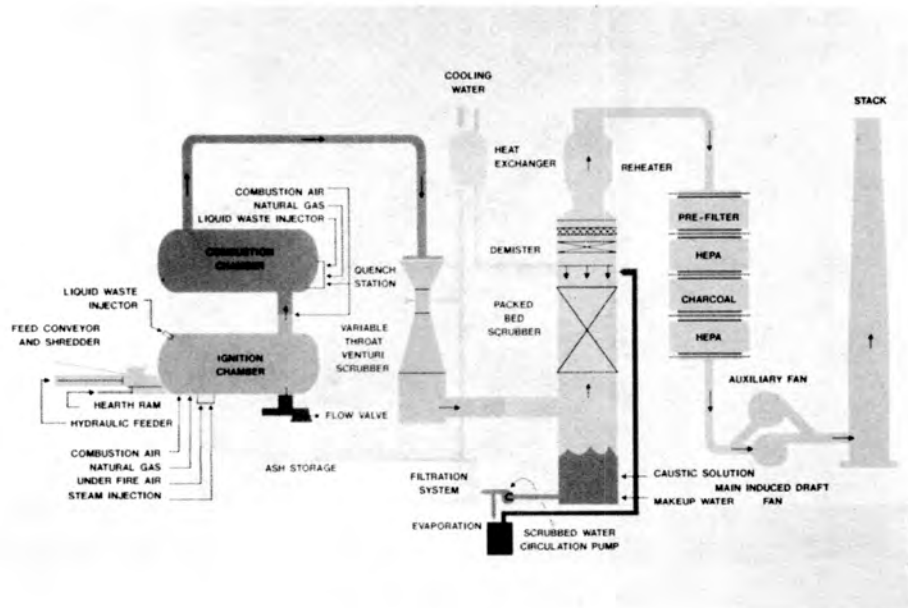 COOLING
WATER
STACK
HEAT
EXCHANGER
REHEATER
COMBUSTION AIR
NATURAL GAS
LIQUID WASTE INJECTOR
PRE-FILTER
COMBUSTION
CHAMBER
DEMISTER
HEPA
QUENCH
STATION
LIQUID WASTE
INJECTOR
CHARCOAL
PACKED
BED
SCRUBBER
FEED CONVEYOR
AND SHREDDER
VARIABLE
THROAT
VENTURI
SCRUBBER
HEPA
IGNITION
CHAMBER
AUXILIARY FAN
HEARTH RAM
HYDRAULIC FEEDER
FLOW VALVE
COMBUSTION AIR
NATURAL GAS
UNDER FIRE AIR
STEAM INJECTION
ASH STORAGE
FILTRATION
SYSTEM
CAUSTIC SOLUTION
MAIN INDUCED DRAFT
FAN
MAKEUP WATER
EVAPORATION
SCRUBBED WATER
CIRCULATION PUMP